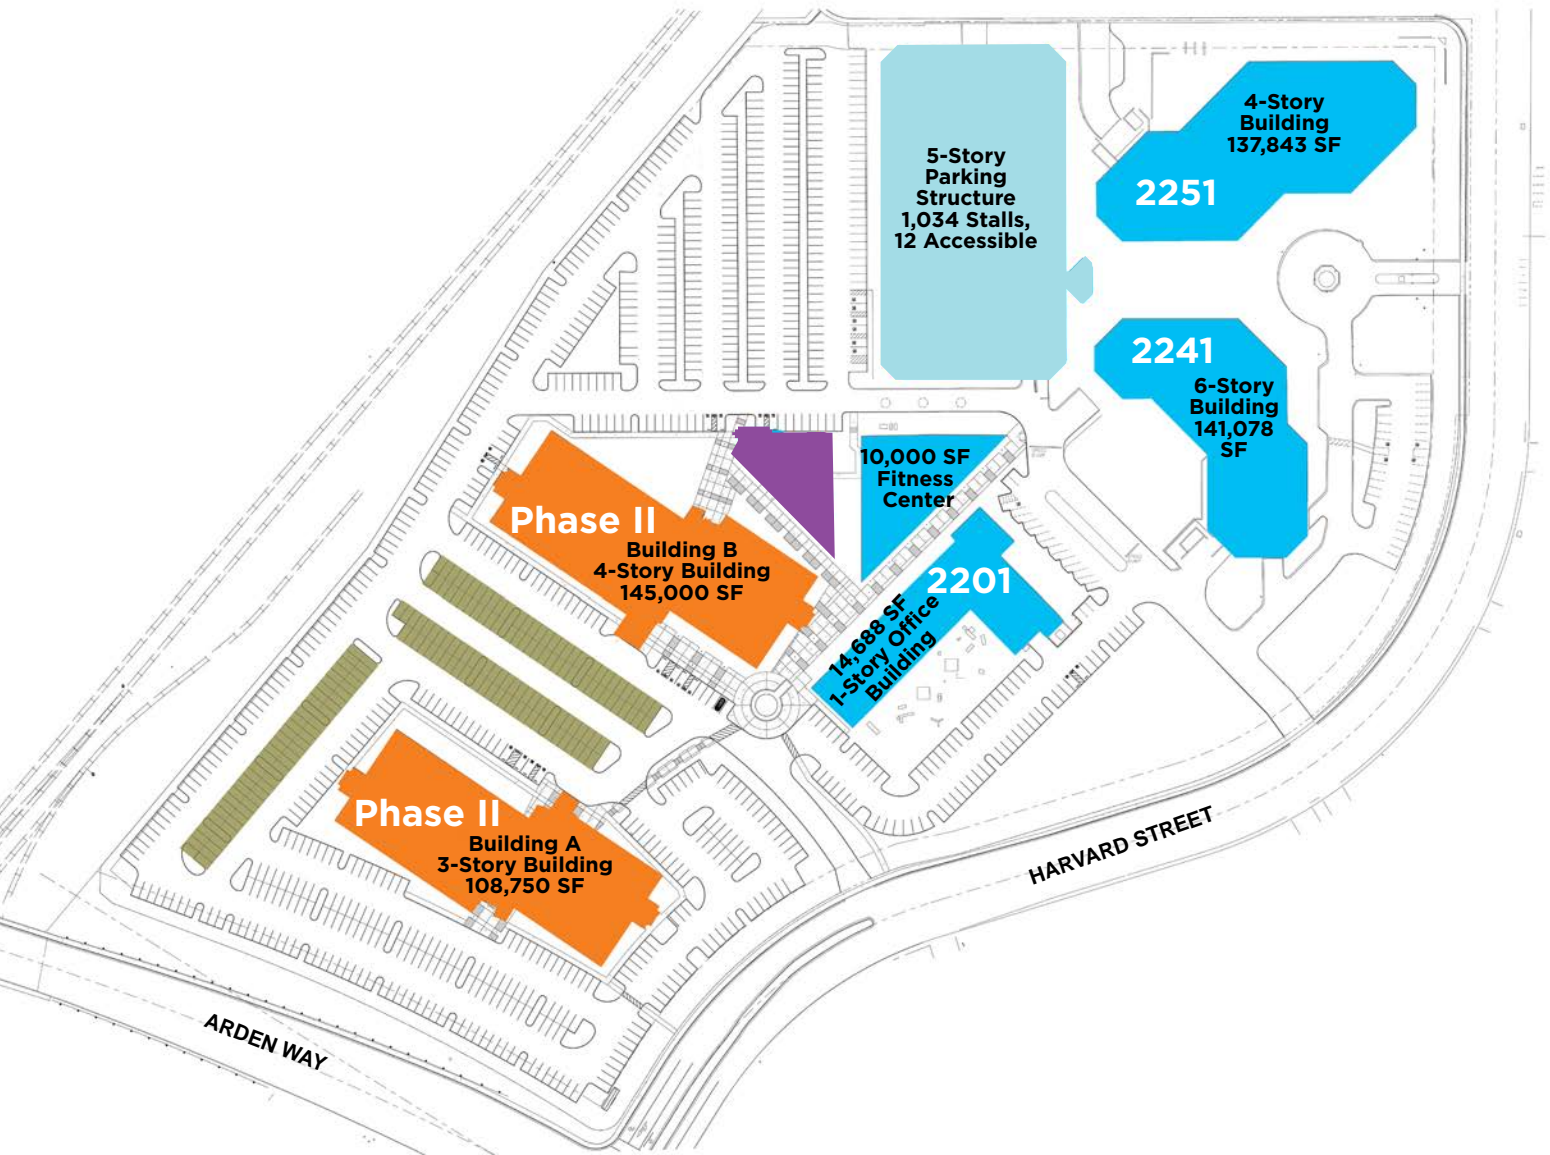 4-Story
Building
137,843 SF
2251
5-Story
Parking
Structure
1,034 Stalls,
12 Accessible
2241
6-Story
Building
141,078
SF
10,000 SF
Fitness
Center
Phase II
Building B
4-Story Building
145,000 SF
2201
14,688 SF
1-Story Office
Building
Phase II
Building A
3-Story Building
108,750 SF
HARVARD STREET
ARDEN WAY